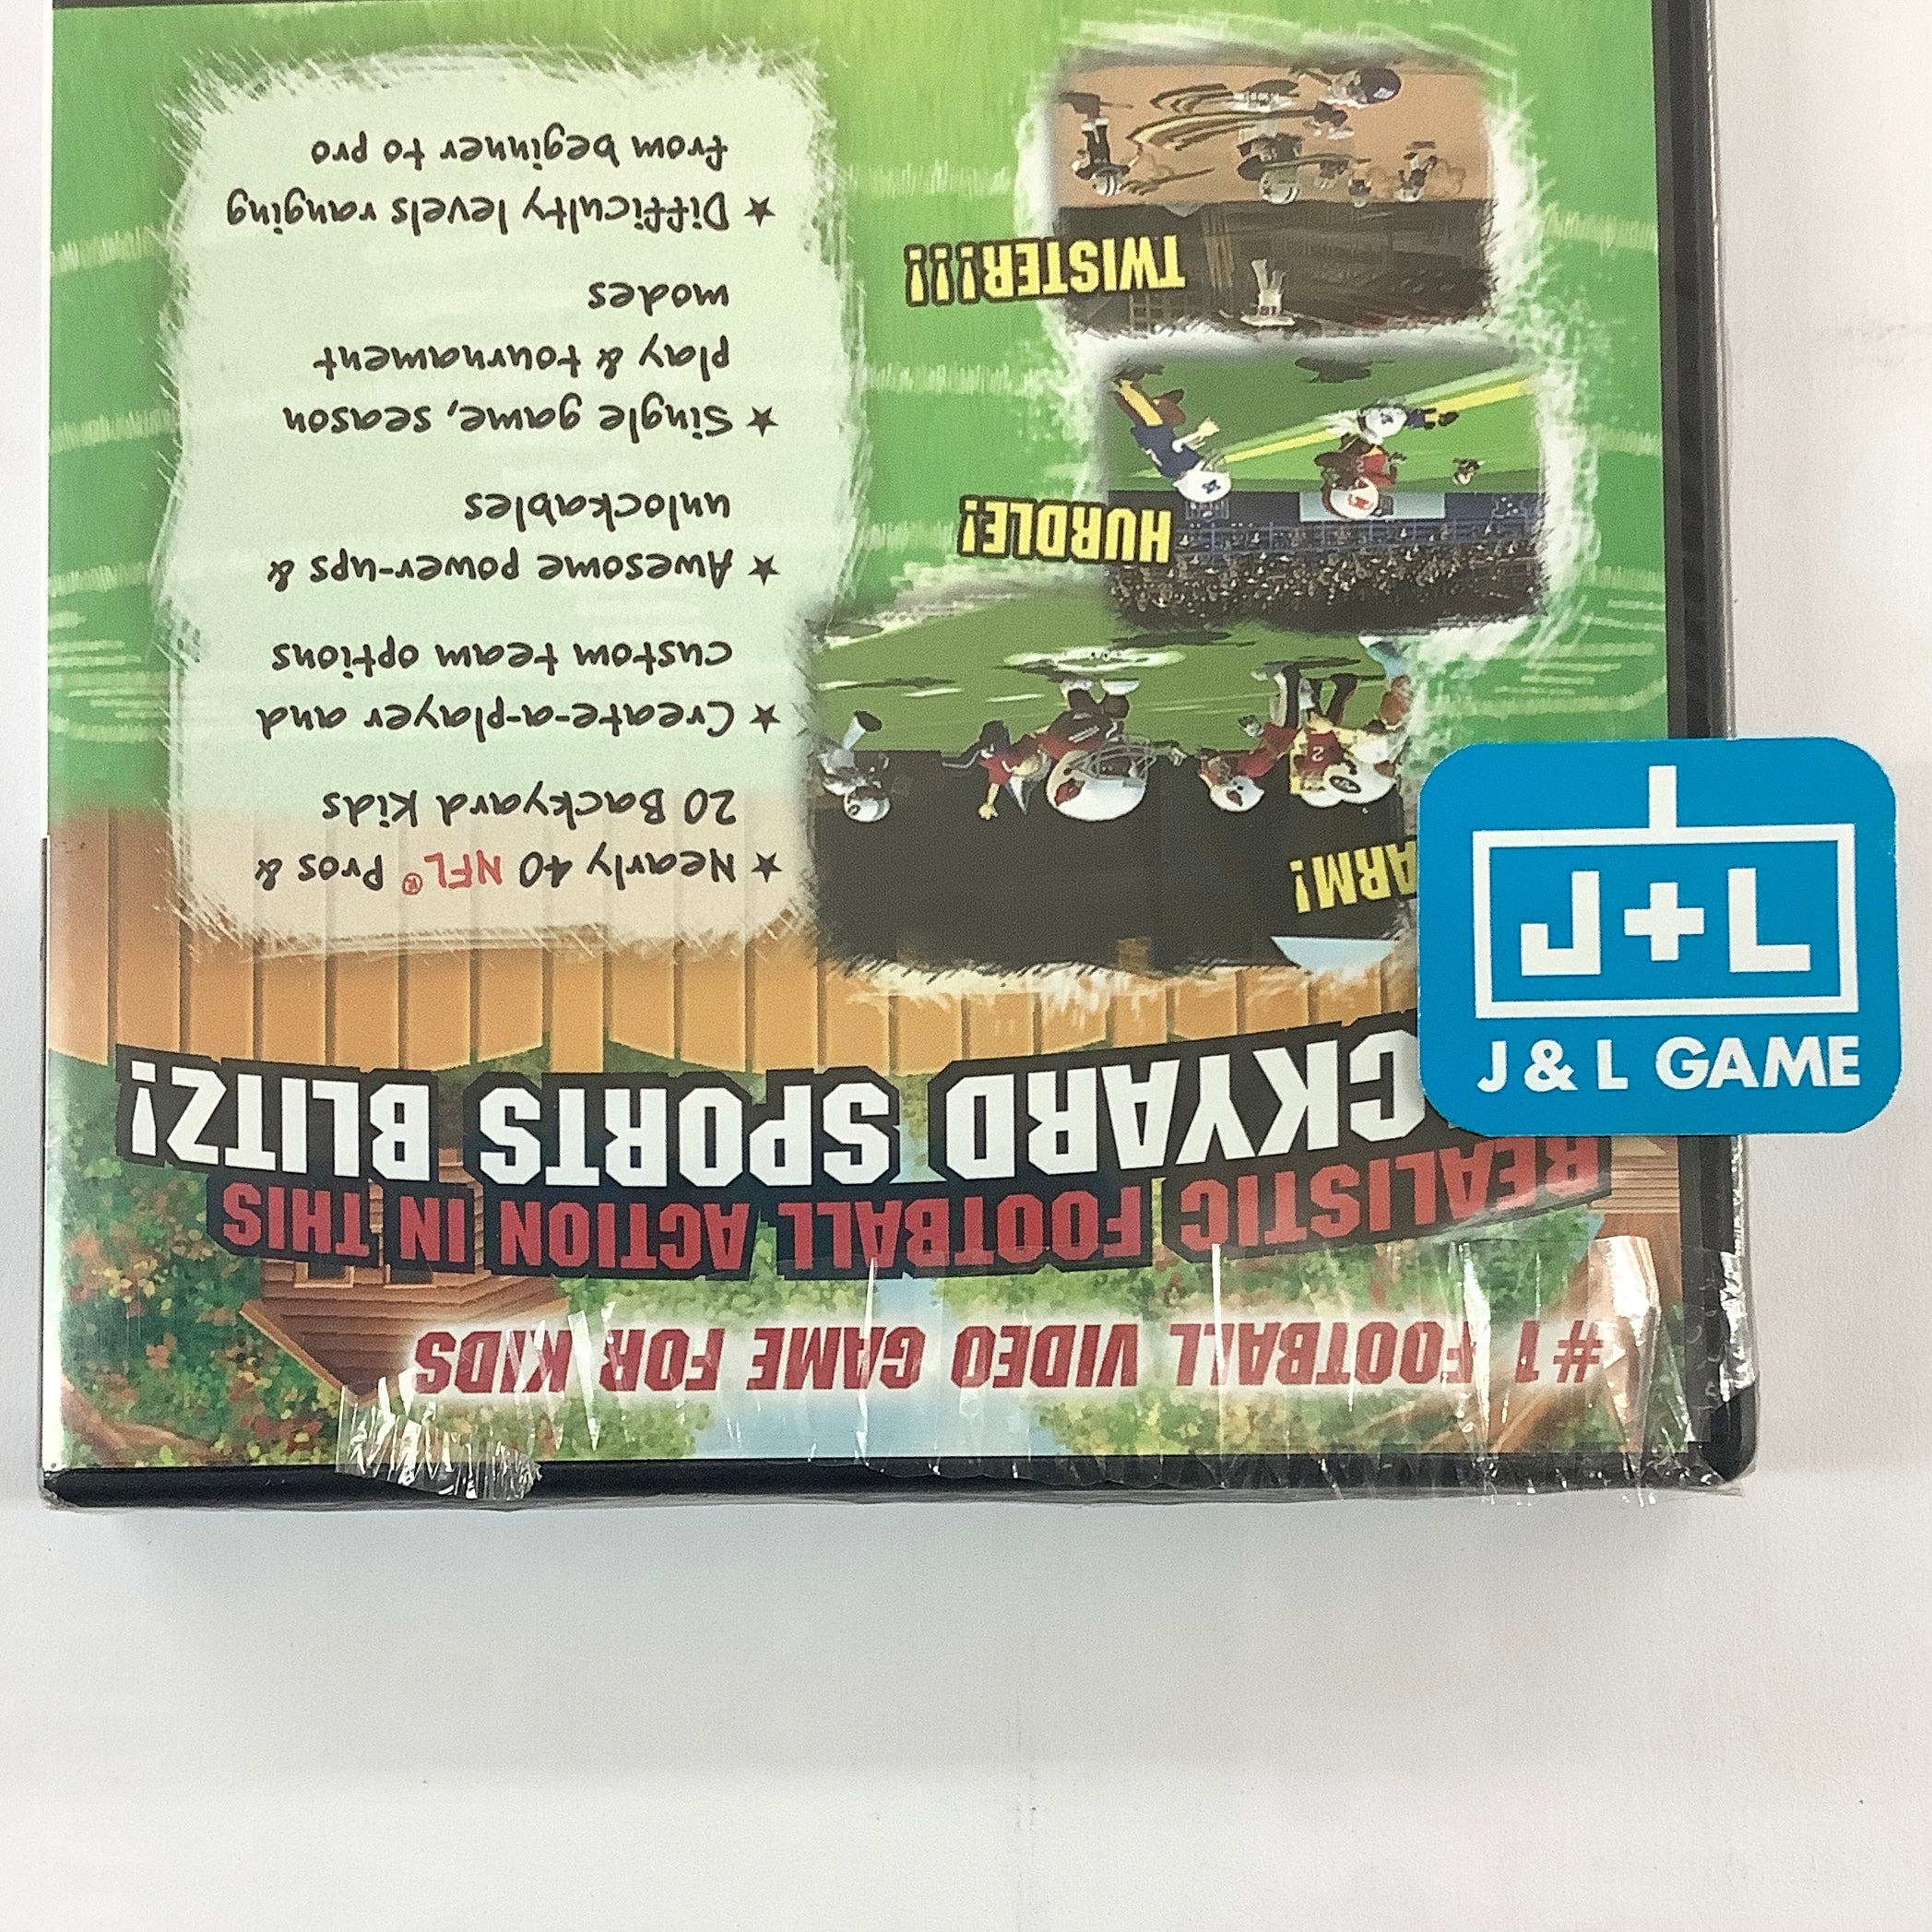 #1 FOOTBALL VIDEO GAME FOR KIDS
REALISTIC FOOTBALL ACTION IN THIS
CKYARD SPORTS BLITZ!
ARM!
HURDLE!
TWISTER!!!
★ Nearly 40 NFL® Pros &
20 Backyard Kids
★ Create-a-player and
custom team options
★ Awesome power-ups &
unlockables
★ Single game, season
play & tournament
modes
★ Difficulty levels ranging
from beginner to pro
J+L
J & L GAME